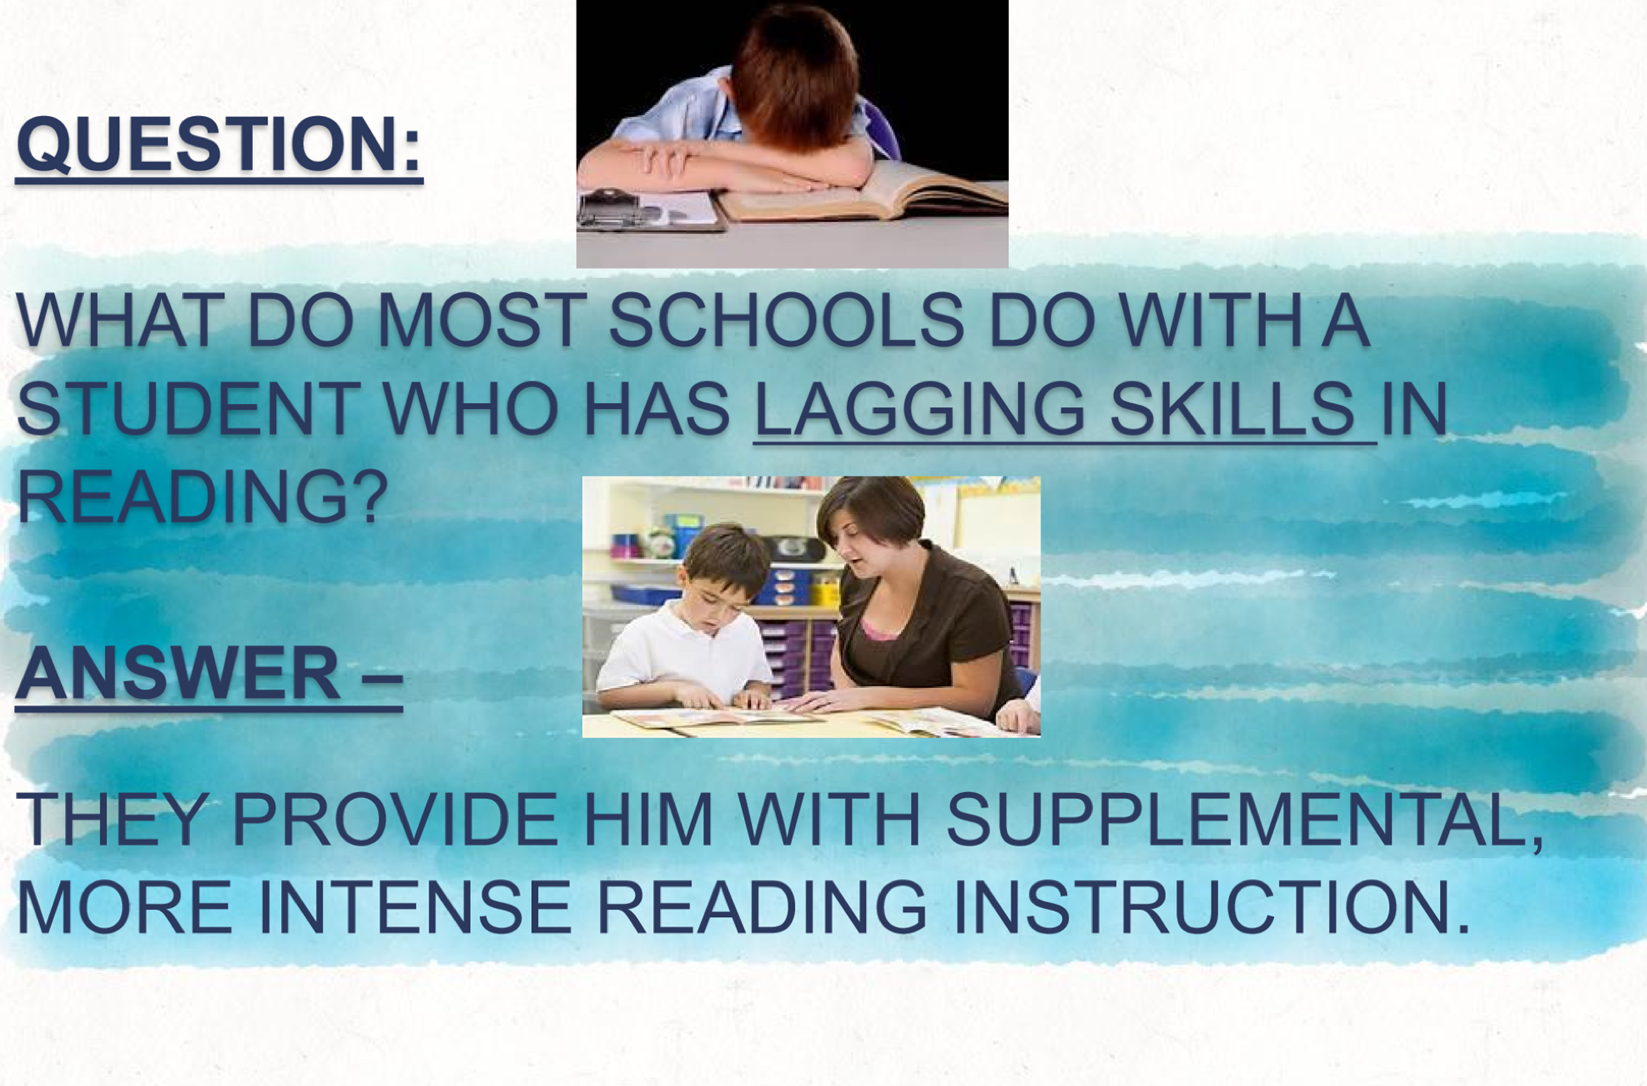 QUESTION:
WHAT DO MOST SCHOOLS DO WITH A
STUDENT WHO HAS LAGGING SKILLS IN
READING?
ANSWER –
THEY PROVIDE HIM WITH SUPPLEMENTAL,
MORE INTENSE READING INSTRUCTION.